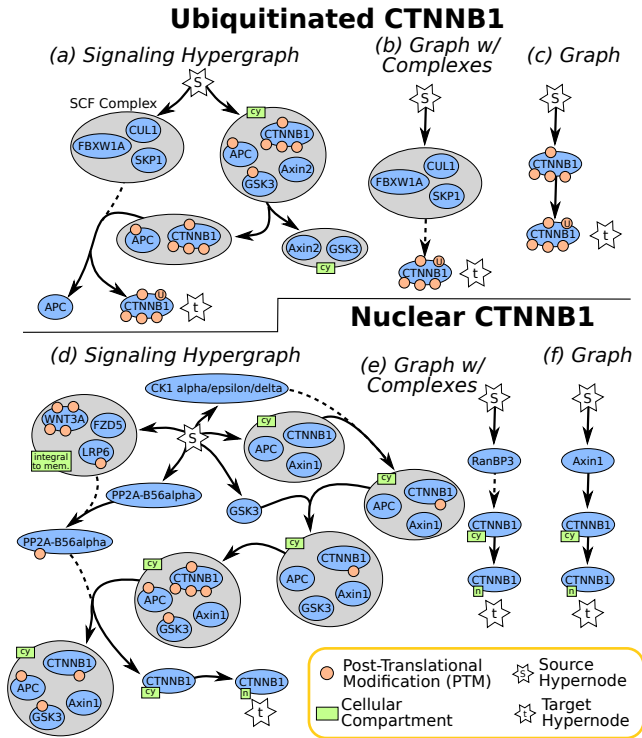 Ubiquitinated CTNNB1
(a) Signaling Hypergraph
(b) Graph w/
Complexes
(c) Graph
S
SCF Complex
CUL1
FBXW1A
SKP1
cy
CTNNB1
APC
Axin2
GSK3
APC
CTNNB1
Axin2
GSK3
cy
APC
u
CTNNB1
t
S
CUL1
FBXW1A
SKP1
u
CTNNB1
t
S
CTNNB1
u
CTNNB1
t
Nuclear CTNNB1
(d) Signaling Hypergraph
(e) Graph w/
Complexes
(f) Graph
CK1 alpha/epsilon/delta
WNT3A
FZD5
LRP6
integral
to mem.
S
cy
CTNNB1
APC
Axin1
PP2A-B56alpha
GSK3
cy
CTNNB1
APC
Axin1
PP2A-B56alpha
cy
CTNNB1
APC
Axin1
GSK3
cy
CTNNB1
APC
Axin1
GSK3
cy
CTNNB1
APC
Axin1
GSK3
CTNNB1
cy
CTNNB1
n
t
S
RanBP3
CTNNB1
cy
CTNNB1
n
t
S
Axin1
CTNNB1
cy
CTNNB1
n
t
Post-Translational
Modification (PTM)
Cellular
Compartment
S
Source
Hypernode
t
Target
Hypernode